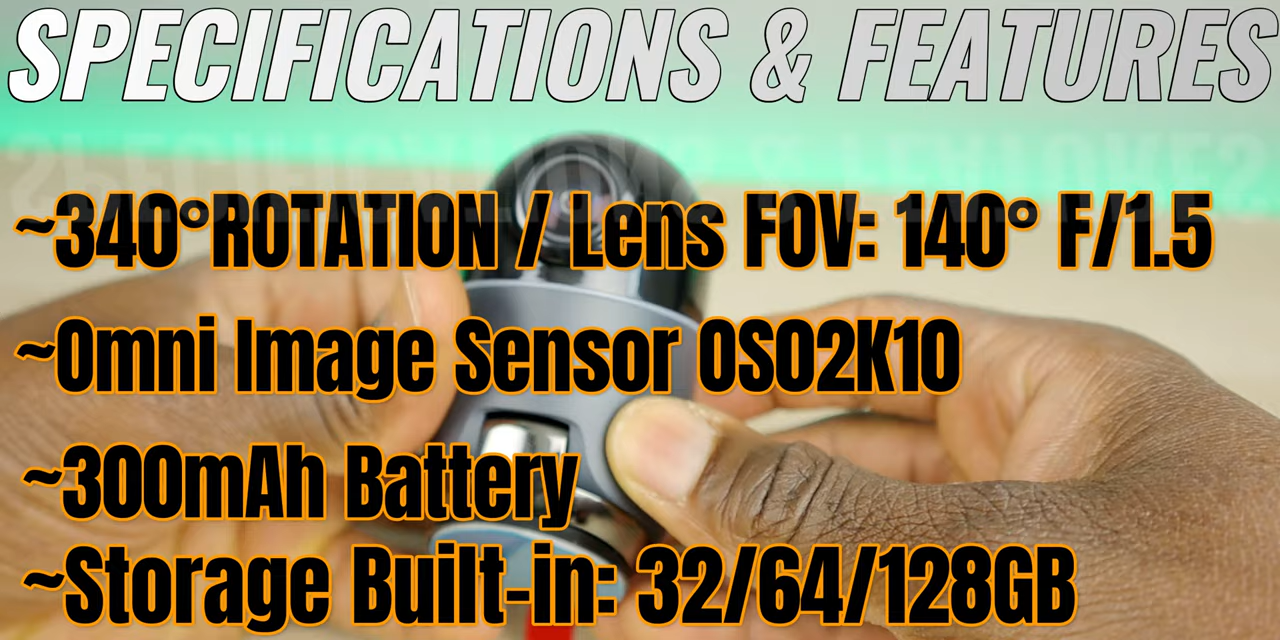 SPECIFICATIONS & FEATURES
~340°ROTATION / Lens FOV: 140° F/1.5
~Omni Image Sensor OSO2K10
~300mAh Battery
~Storage Built-in: 32/64/128GB